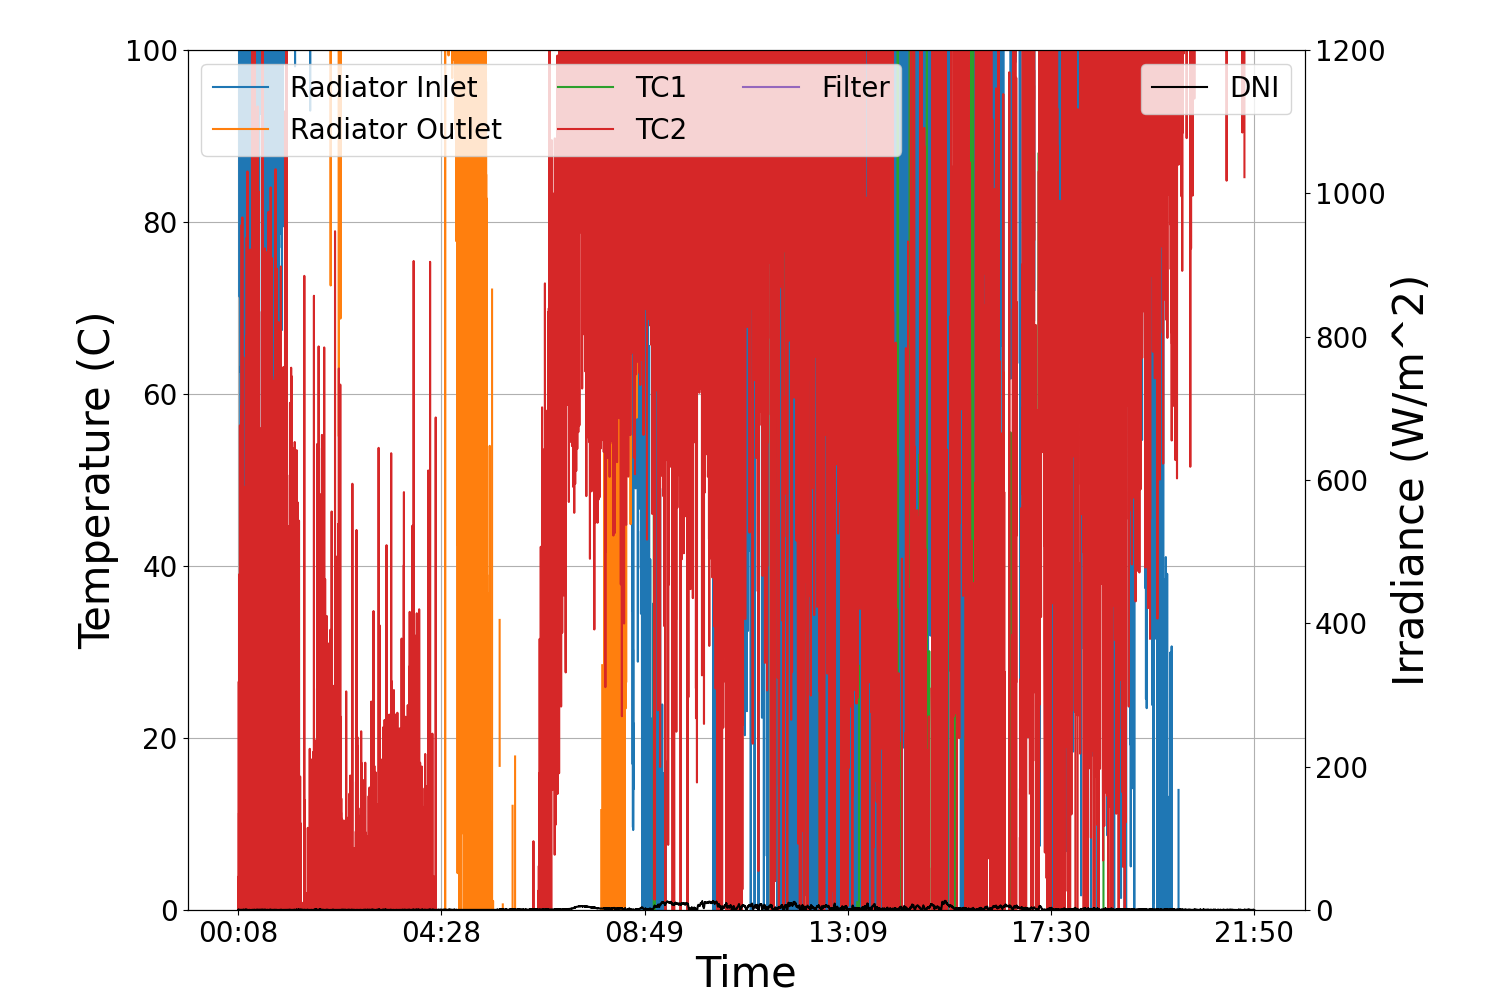 100
80
60
40
20
0
Temperature (C)
Radiator Inlet
Radiator Outlet
TC1
TC2
Filter
DNI
1200
1000
800
600
400
200
0
Irradiance (W/m^2)
00:08 04:28 08:49 13:09 17:30 21:50
Time